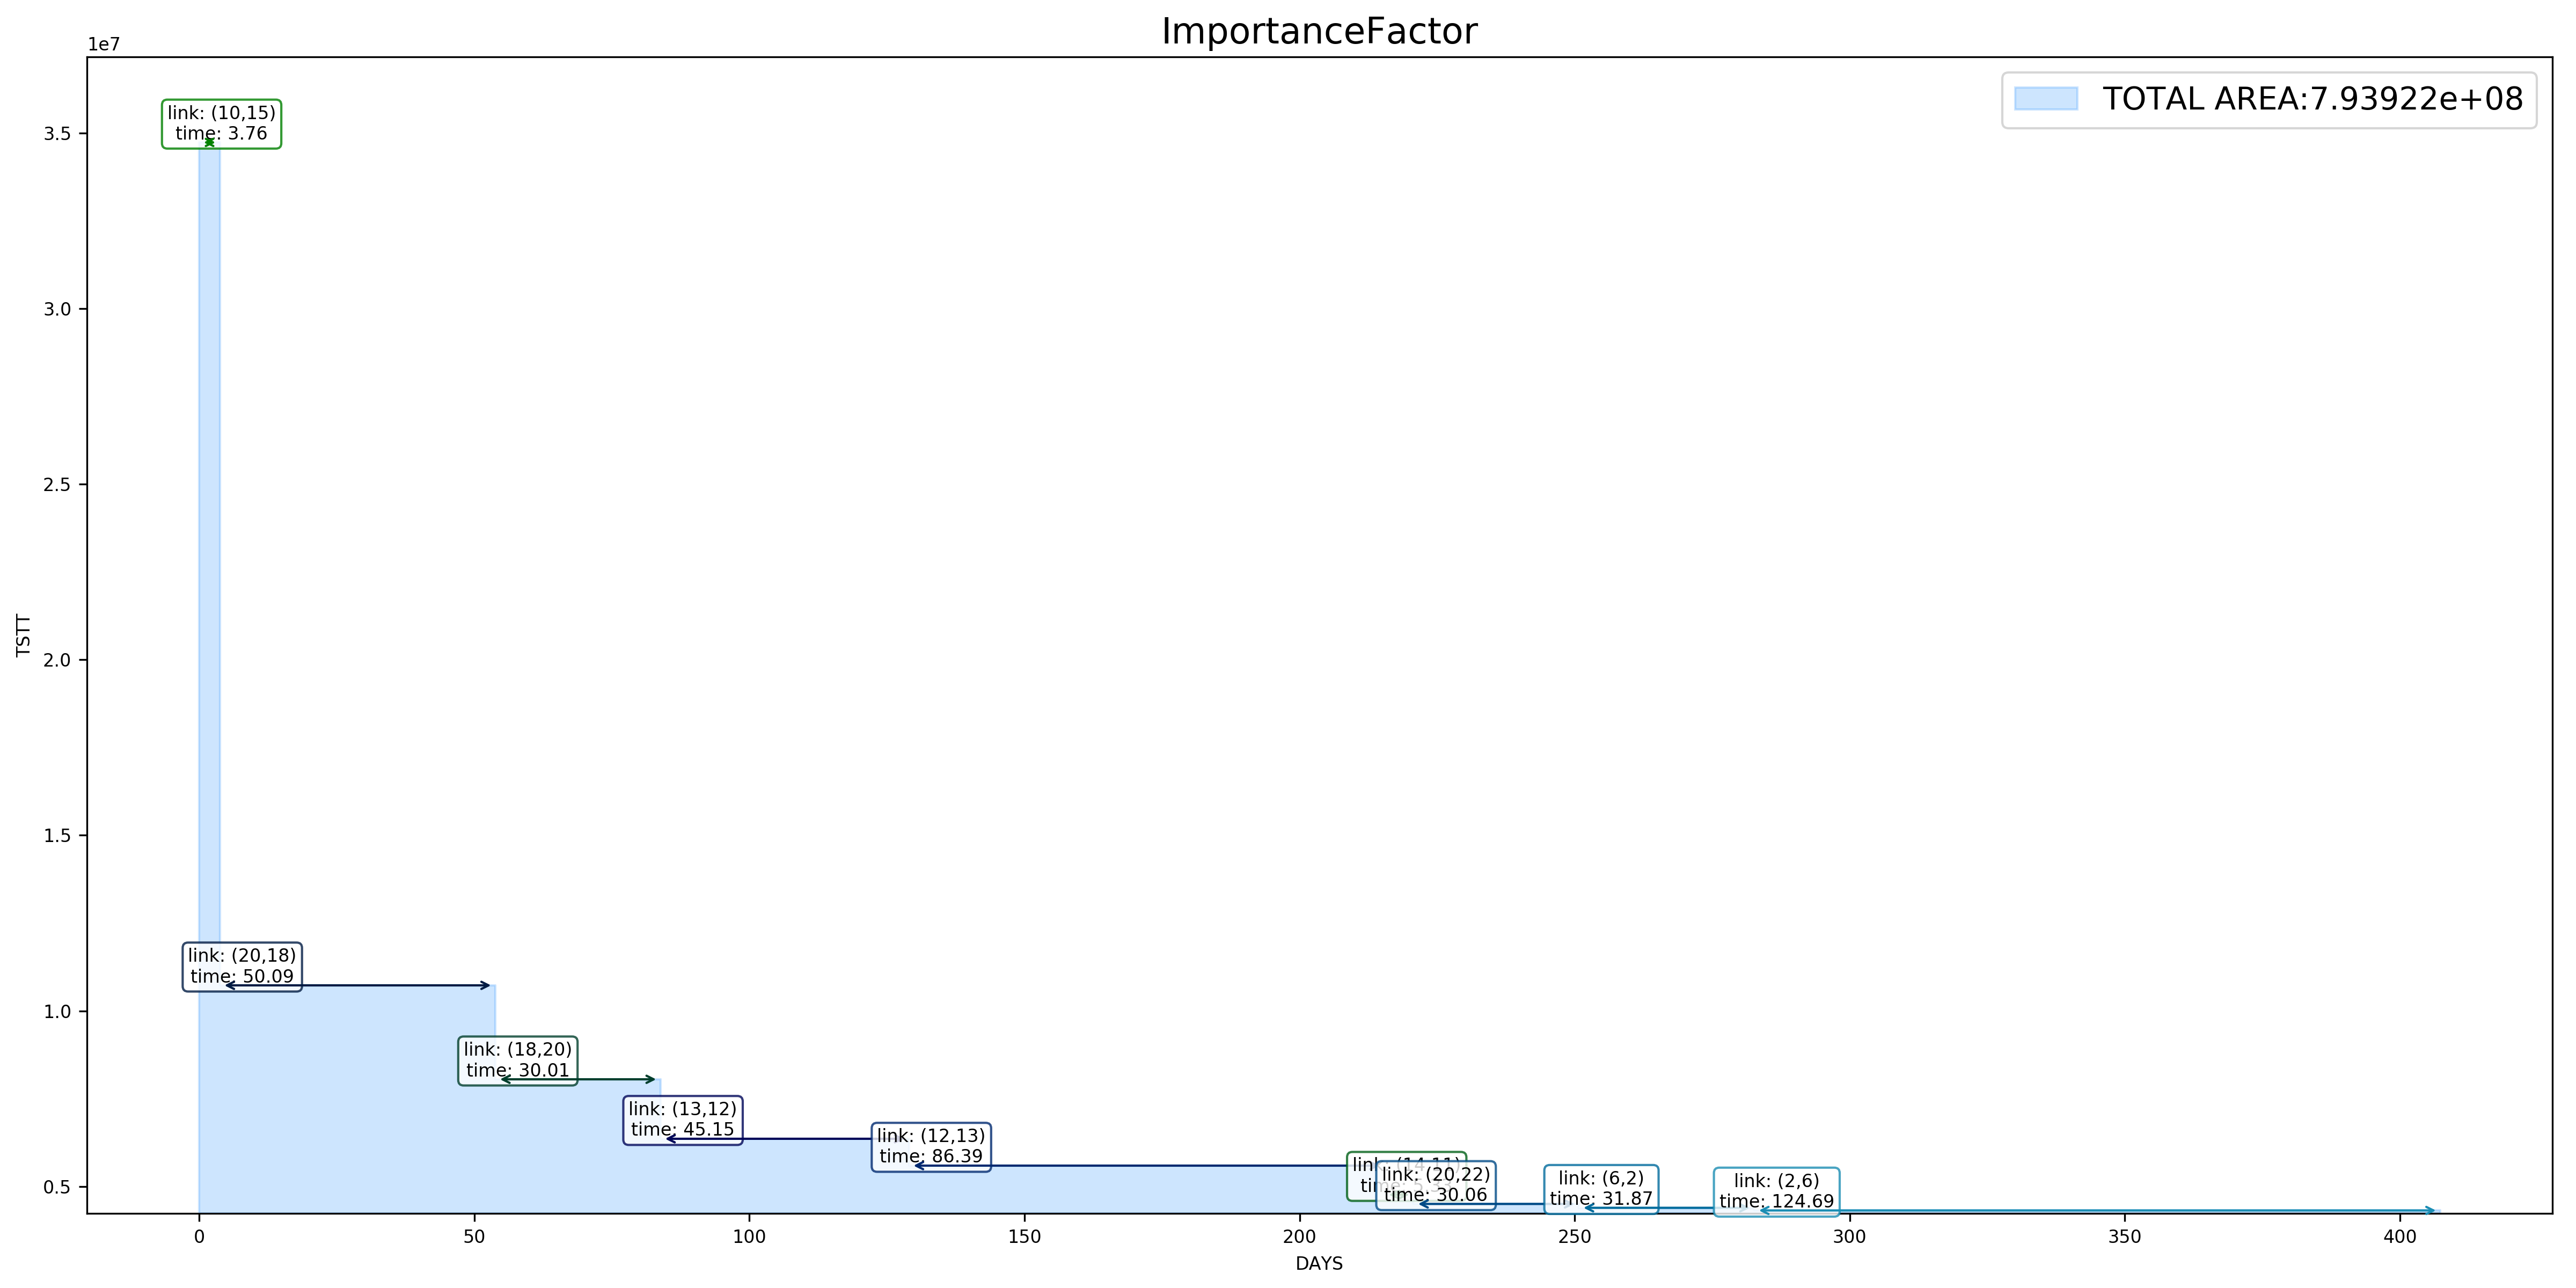 ImportanceFactor
1e7
TOTAL AREA:7.93922e+08
3.5
3.0
2.5
2.0
1.5
1.0
0.5
TSTT
link: (10,15)
time: 3.76
link: (20,18)
time: 50.09
link: (18,20)
time: 30.01
link: (13,12)
time: 45.15
link: (12,13)
time: 86.39
link: (14,11)
link: (20,22)
time: 30.06
link: (6,2)
time: 31.87
link: (2,6)
time: 124.69
0
50
100
150
200
250
300
350
400
DAYS